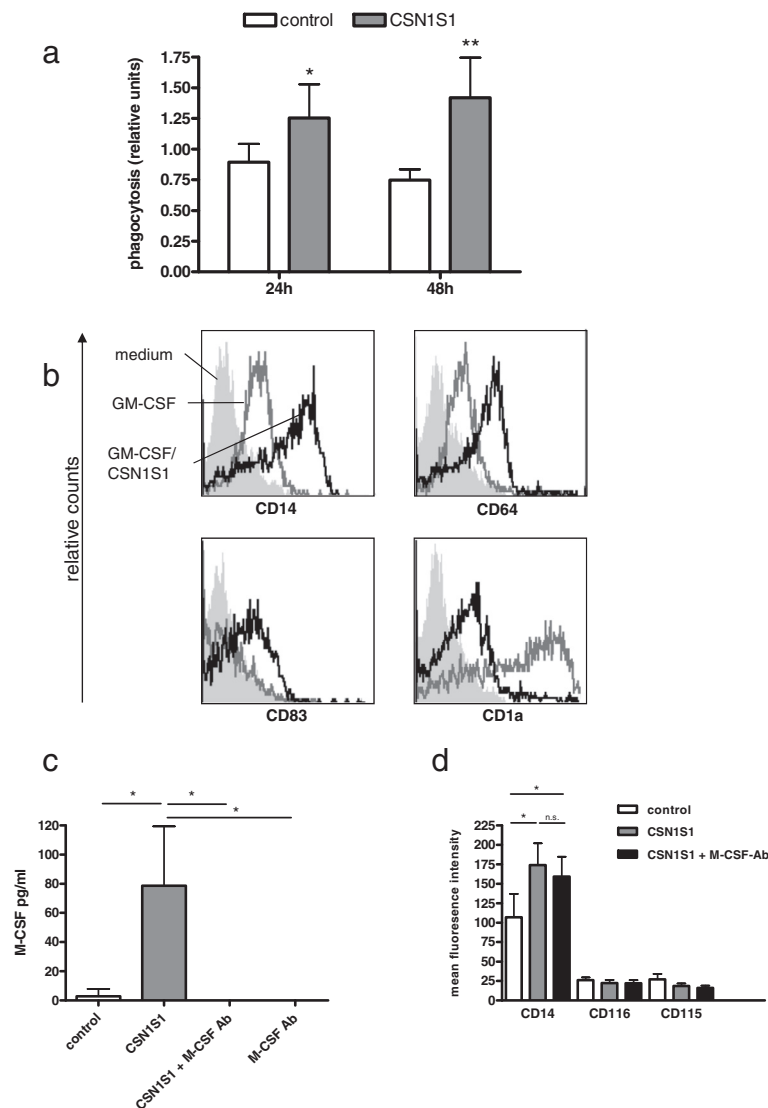 control CSN1S1
a
phagocytosis (relative units)
1.75
1.50
1.25
1.00
0.75
0.50
0.25
0.00
*
**
24h 48h
b
relative counts
medium
GM-CSF
GM-CSF/
CSN1S1
CD14 CD64
CD83 CD1a
c
* *
*
M-CSF pg/ml
120
100
80
60
40
20
0
control
CSN1S1
CSN1S1 + M-CSF Ab
M-CSF Ab
d
control
CSN1S1
CSN1S1 + M-CSF-Ab
*
* n.s.
mean fluoresence intensity
225
200
175
150
125
100
75
50
25
0
CD14 CD116 CD115